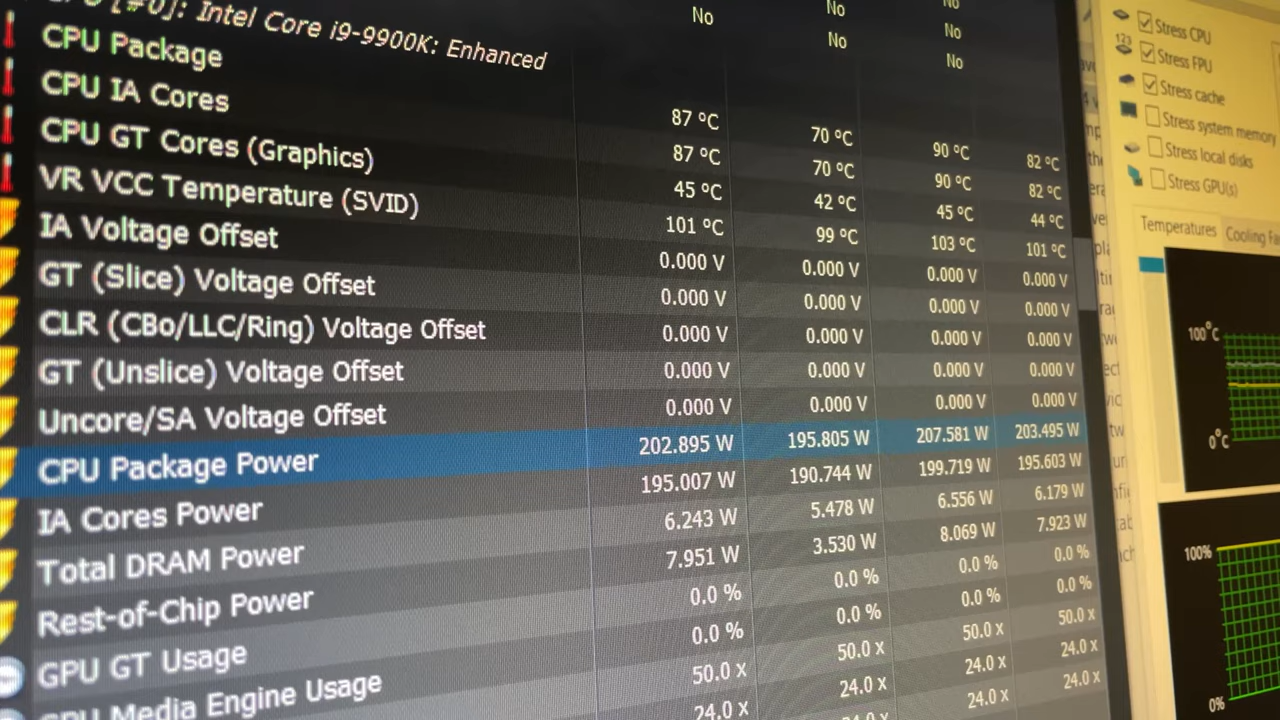 [#0]: Intel Core i9-9900K: Enhanced
No No No
No No No
CPU Package 87 °C 70 °C 90 °C 82 °C
CPU IA Cores 87 °C 70 °C 90 °C 82 °C
CPU GT Cores (Graphics) 45 °C 42 °C 45 °C 44 °C
VR VCC Temperature (SVID) 101 °C 99 °C 103 °C 101 °C
IA Voltage Offset 0.000 V 0.000 V 0.000 V 0.000 V
GT (Slice) Voltage Offset 0.000 V 0.000 V 0.000 V 0.000 V
CLR (CBo/LLC/Ring) Voltage Offset 0.000 V 0.000 V 0.000 V 0.000 V
GT (Unslice) Voltage Offset 0.000 V 0.000 V 0.000 V 0.000 V
Uncore/SA Voltage Offset 0.000 V 0.000 V 0.000 V 0.000 V
CPU Package Power 202.895 W 195.805 W 207.581 W 203.495 W
IA Cores Power 195.007 W 190.744 W 199.719 W 195.603 W
Total DRAM Power 6.243 W 5.478 W 6.556 W 6.179 W
Rest-of-Chip Power 7.951 W 3.530 W 8.069 W 7.923 W
GPU GT Usage 0.0 % 0.0 % 0.0 % 0.0 %
GPU Media Engine Usage 0.0 % 0.0 % 0.0 % 0.0 %
50.0 x 50.0 x 50.0 x 50.0 x
24.0 x 24.0 x 24.0 x 24.0 x
24.0 x 24.0 x
Stress CPU
123
Stress FPU
Stress cache
Stress system memory
Stress local disks
Stress GPU(s)
Temperatures Cooling
100°C
0°C
100%
0%